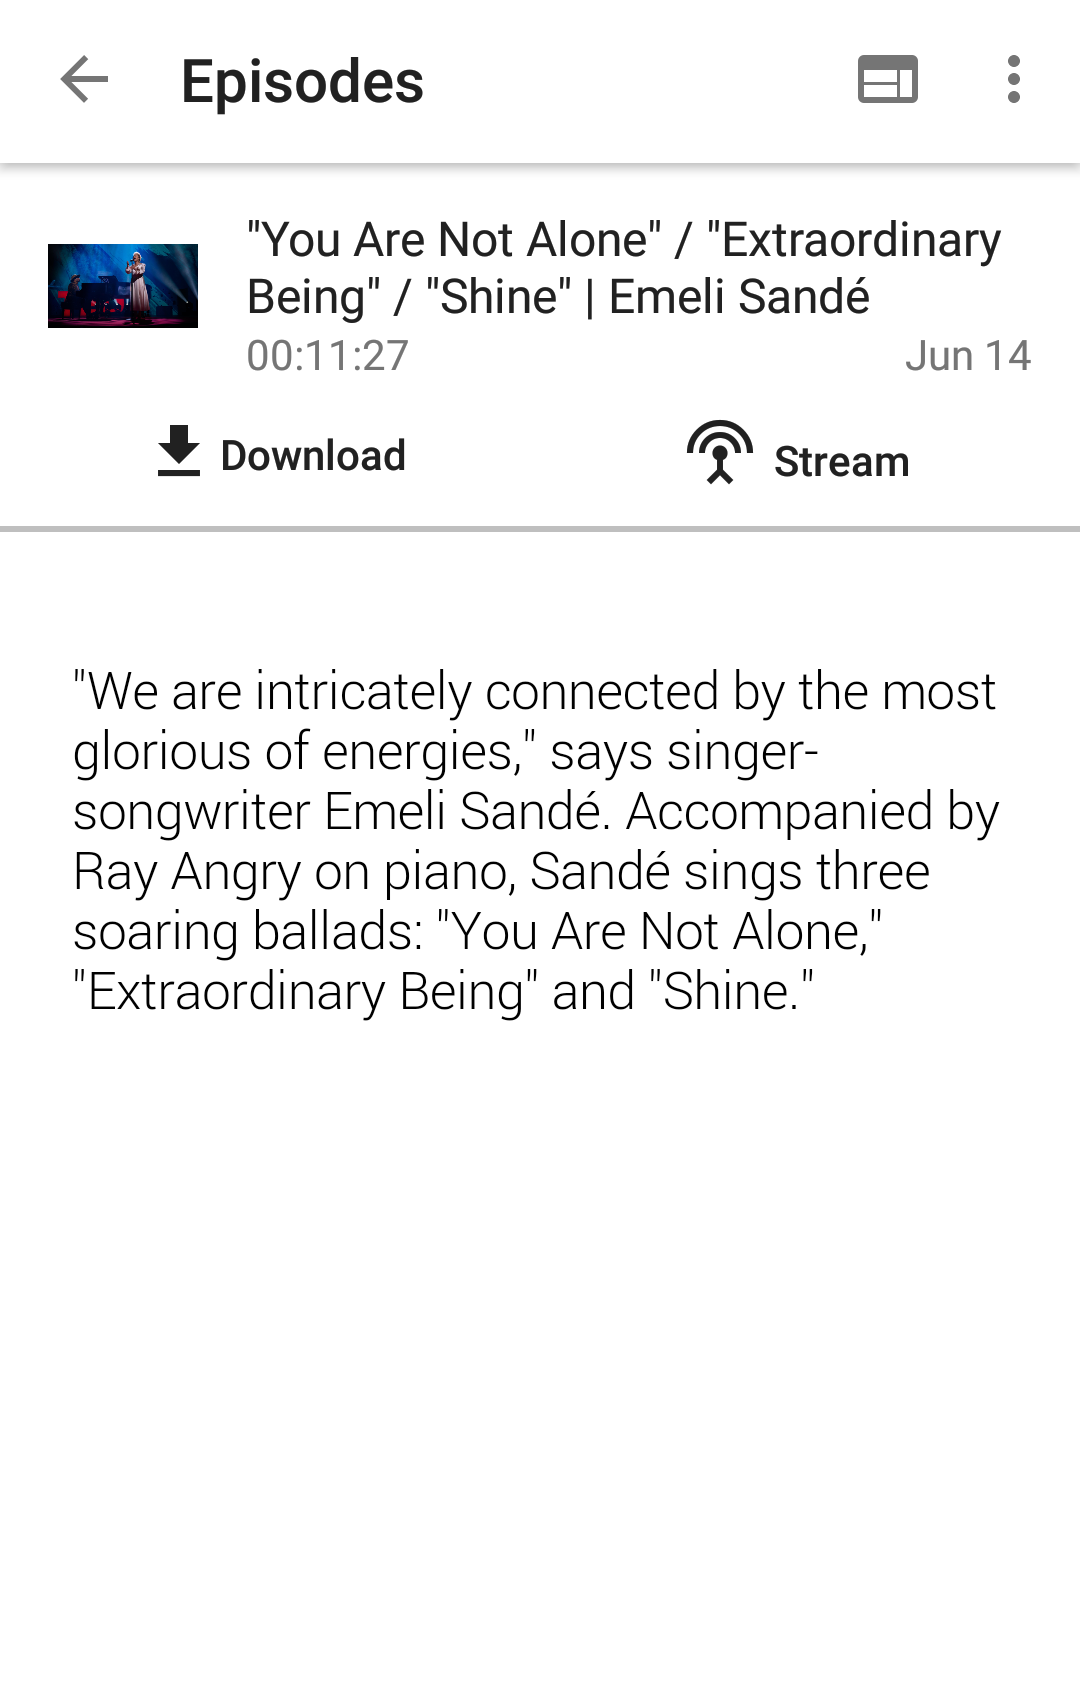 Episodes
"You Are Not Alone" / "Extraordinary
Being" / "Shine" | Emeli Sandé
00:11:27
Jun 14
Download
Stream
"We are intricately connected by the most
glorious of energies," says singer-
songwriter Emeli Sandé. Accompanied by
Ray Angry on piano, Sandé sings three
soaring ballads: "You Are Not Alone,"
"Extraordinary Being" and "Shine."